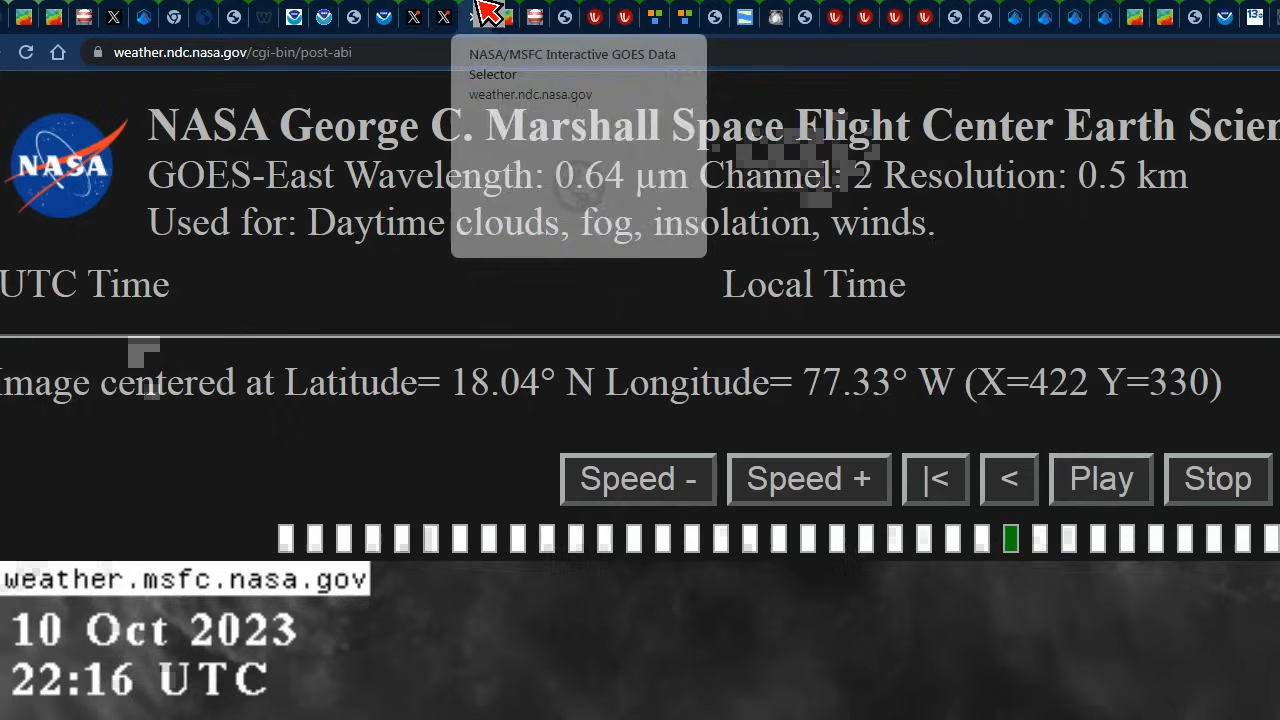 weather.ndc.nasa.gov/cgi-bin/post-abi
NASA/MSFC Interactive GOES Data
Selector
weather.ndc.nasa.gov
NASA
NASA George C. Marshall Space Flight Center Earth Scien
GOES-East Wavelength: 0.64 µm Channel: 2 Resolution: 0.5 km
Used for: Daytime clouds, fog, insolation, winds.
UTC Time Local Time
Image centered at Latitude= 18.04° N Longitude= 77.33° W (X=422 Y=330)
Speed - Speed + |< < Play Stop
weather.msfc.nasa.gov
10 Oct 2023
22:16 UTC